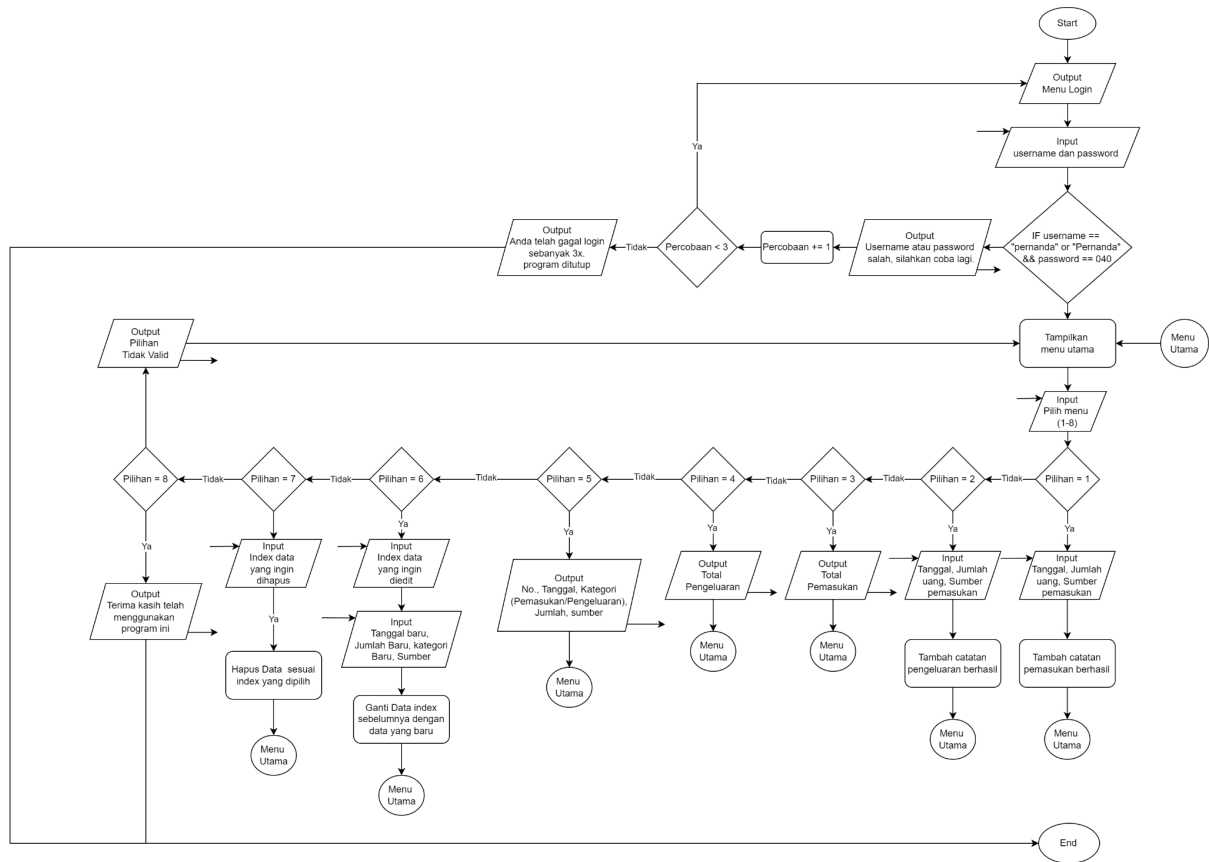 Start
Output
Menu Login
Input
username dan password
Ya
IF username ==
"pernanda" or "Pernanda"
&& password == 040
Output
Username atau password
salah, silahkan coba lagi.
Percobaan += 1
Percobaan < 3
Tidak
Output
Anda telah gagal login
sebanyak 3x.
program ditutup
Output
Pilihan
Tidak Valid
Tampilkan
menu utama
Menu
Utama
Input
Pilih menu
(1-8)
Pilihan = 8
Tidak
Pilihan = 7
Tidak
Pilihan = 6
Tidak
Pilihan = 5
Tidak
Pilihan = 4
Tidak
Pilihan = 3
Tidak
Pilihan = 2
Tidak
Pilihan = 1
Ya
Output
Terima kasih telah
menggunakan
program ini
Input
Index data
yang ingin
dihapus
Ya
Hapus Data sesuai
index yang dipilih
Menu
Utama
Ya
Input
Index data
yang ingin
diedit
Input
Tanggal baru,
Jumlah Baru, kategori
Baru, Sumber
Ganti Data index
sebelumnya dengan
data yang baru
Menu
Utama
Ya
Output
No., Tanggal, Kategori
(Pemasukan/Pengeluaran),
Jumlah, sumber
Menu
Utama
Ya
Output
Total
Pengeluaran
Menu
Utama
Ya
Output
Total
Pemasukan
Menu
Utama
Ya
Input
Tanggal, Jumlah
uang, Sumber
pemasukan
Tambah catatan
pengeluaran berhasil
Menu
Utama
Ya
Input
Tanggal, Jumlah
uang, Sumber
pemasukan
Tambah catatan
pemasukan berhasil
Menu
Utama
End